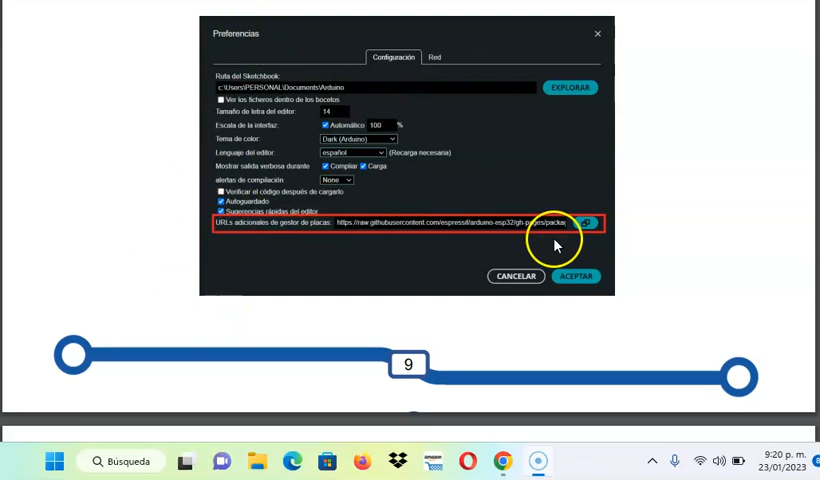 Preferencias
Configuración Red
Ruta del Sketchbook:
c:\Users\PERSONAL\Documents\Arduino EXPLORAR
Ver los ficheros dentro de los bocetos
Tamaño de letra del editor: 14
Escala de la interfaz: Automático 100 %
Tema de color: Dark (Arduino)
Lenguaje del editor: español (Recarga necesaria)
Mostrar salida verbosa durante Compilar Carga
alertas de compilación None
Verificar el código después de cargarlo
Autoguardado
Sugerencias rápidas del editor
URLs adicionales de gestor de placas: https://raw.githubusercontent.com/espressif/arduino-esp32/gh-pages/packa
CANCELAR ACEPTAR
9
Búsqueda
amazon
9:20 p. m.
23/01/2023